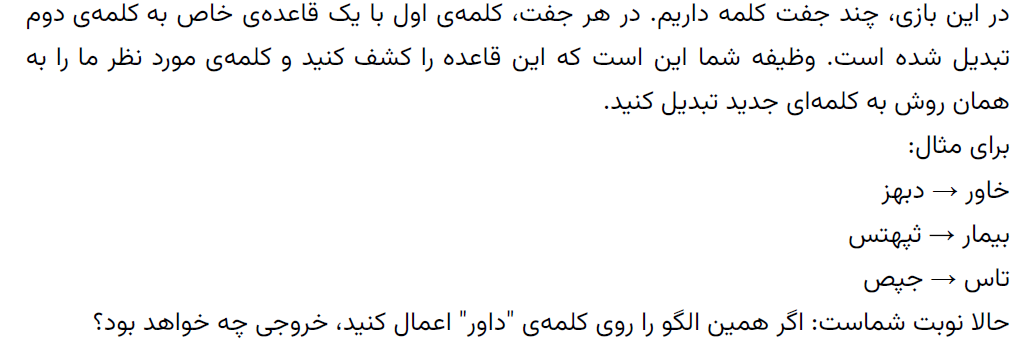 در این بازی، چند جفت کلمه داریم. در هر جفت، کلمه‌ی اول با یک قاعده‌ی خاص به کلمه‌ی دوم
تبدیل شده است. وظیفه شما این است که این قاعده را کشف کنید و کلمه‌ی مورد نظر ما را به
همان روش به کلمه‌ای جدید تبدیل کنید.
برای مثال:
خاور → دبهز
بیمار → ثپهتس
تاس → جپص
حالا نوبت شماست: اگر همین الگو را روی کلمه‌ی "داور" اعمال کنید، خروجی چه خواهد بود؟